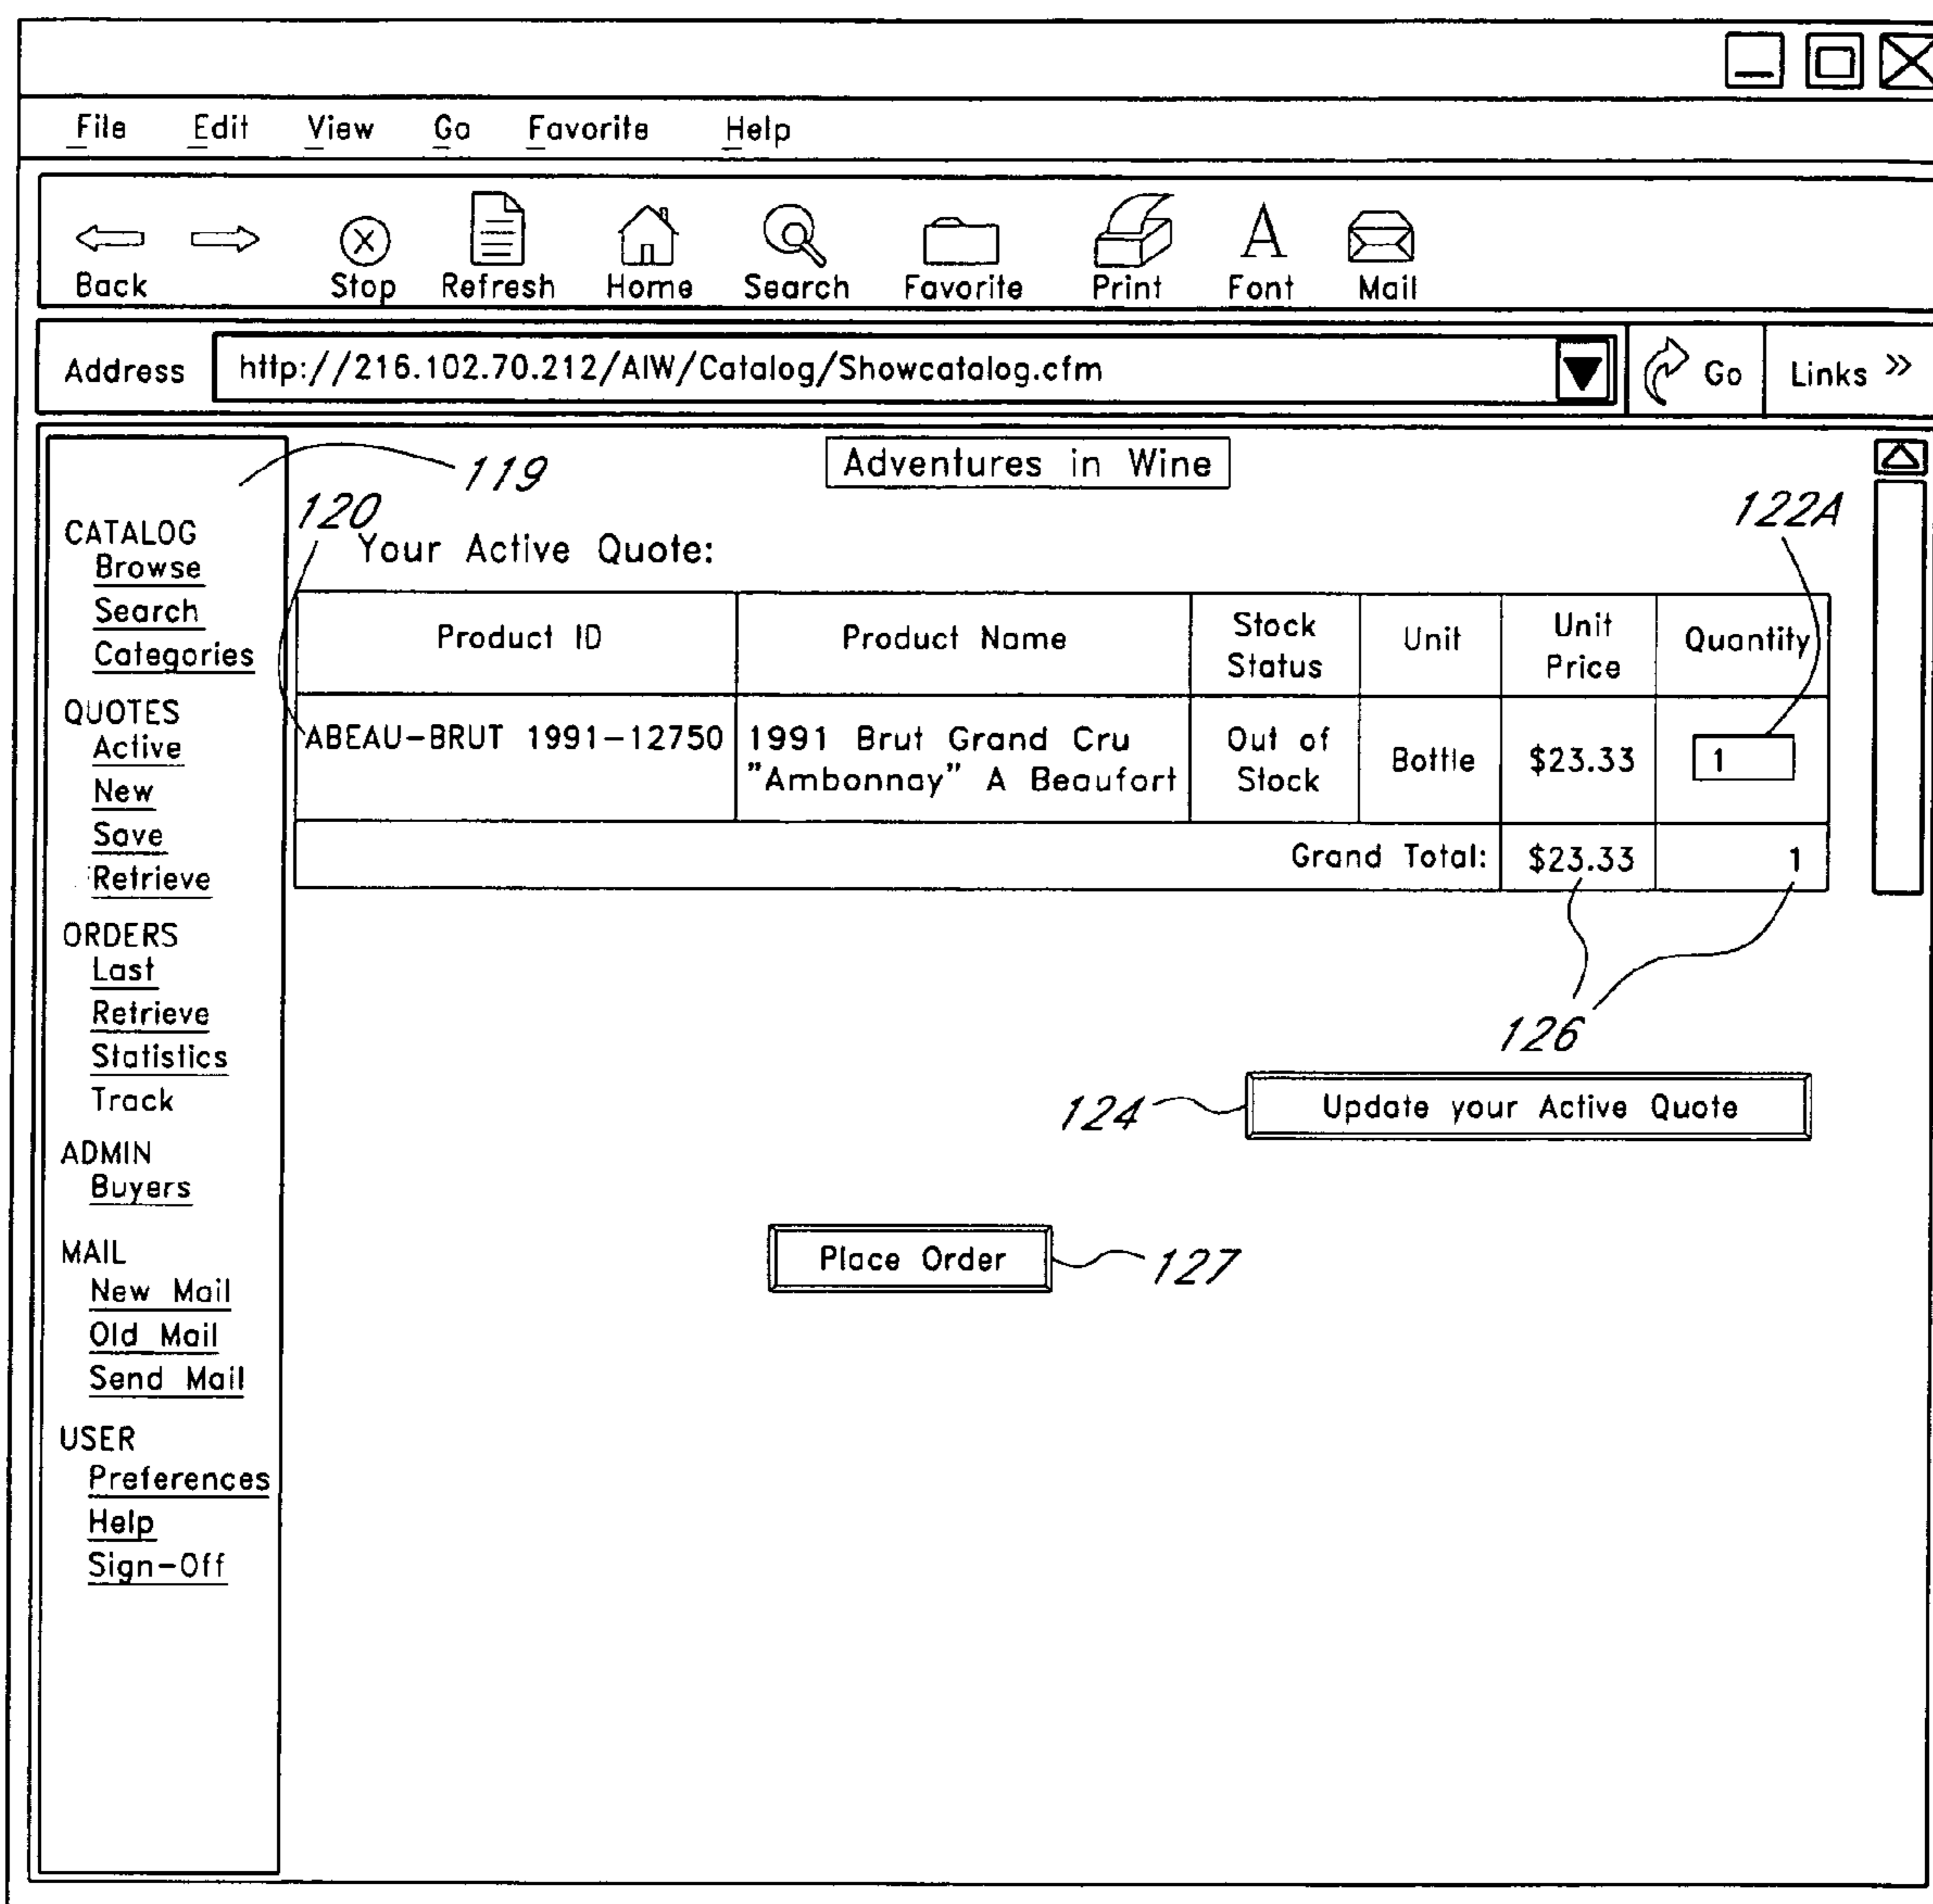 File Edit View Go Favorite Help
Back Stop Refresh Home Search Favorite Print A Font Mail
Address http://216.102.70.212/AIW/Catalog/Showcatalog.cfm Go Links »
119
Adventures in Wine
120
122A
CATALOG
Browse
Search
Categories
QUOTES
Active
New
Save
Retrieve
ORDERS
Last
Retrieve
Statistics
Track
ADMIN
Buyers
MAIL
New Mail
Old Mail
Send Mail
USER
Preferences
Help
Sign-Off
Your Active Quote:
Product ID Product Name Stock Status Unit Unit Price Quantity
ABEAU-BRUT 1991-12750 1991 Brut Grand Cru "Ambonnay" A Beaufort Out of Stock Bottle $23.33 1
Grand Total: $23.33 1
126
124 Update your Active Quote
Place Order 127